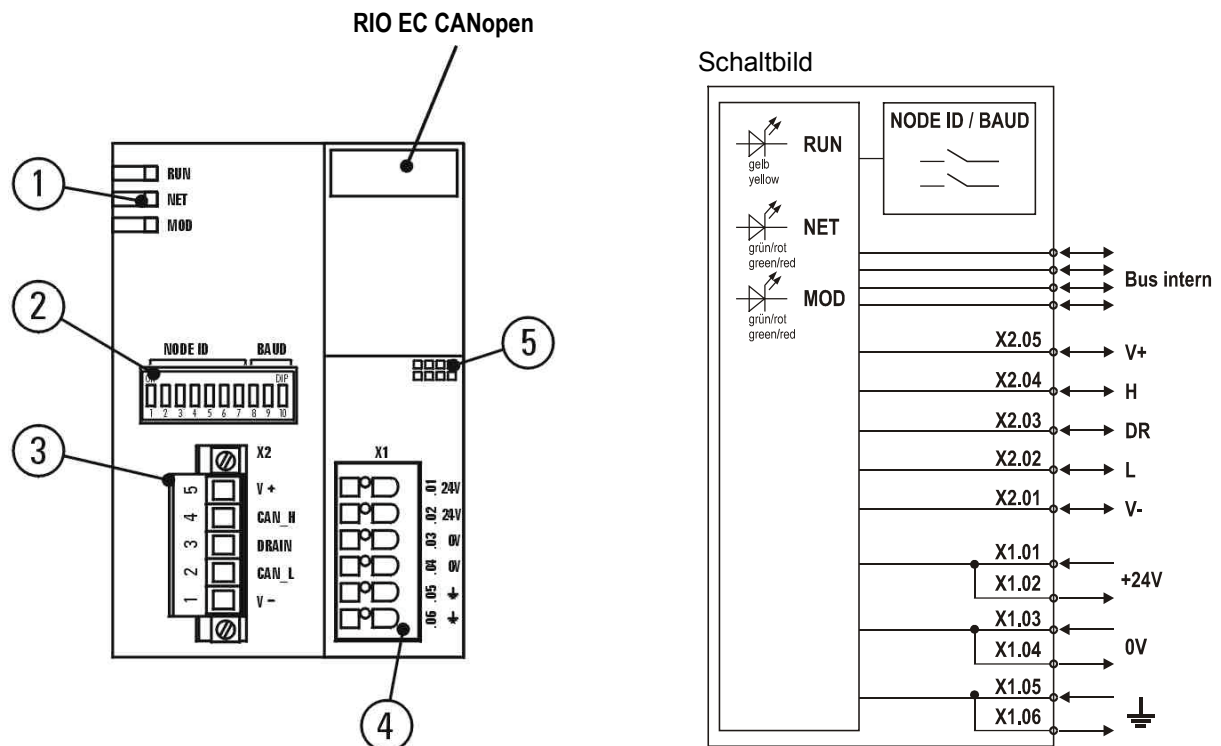 RIO EC CANopen
1
RUN
NET
MOD
2
NODE ID BAUD
ON DIP
1 2 3 4 5 6 7 8 9 10
5
3
X2
5 V +
4 CAN_H
3 DRAIN
2 CAN_L
1 V –
X1
.01 24V
.02 24V
.03 0V
.04 0V
.05
.06
4
Schaltbild
NODE ID / BAUD
RUN
gelb
yellow
NET
grün/rot
green/red
MOD
grün/rot
green/red
Bus intern
X2.05 V+
X2.04 H
X2.03 DR
X2.02 L
X2.01 V-
X1.01
+24V
X1.02
X1.03
0V
X1.04
X1.05
X1.06